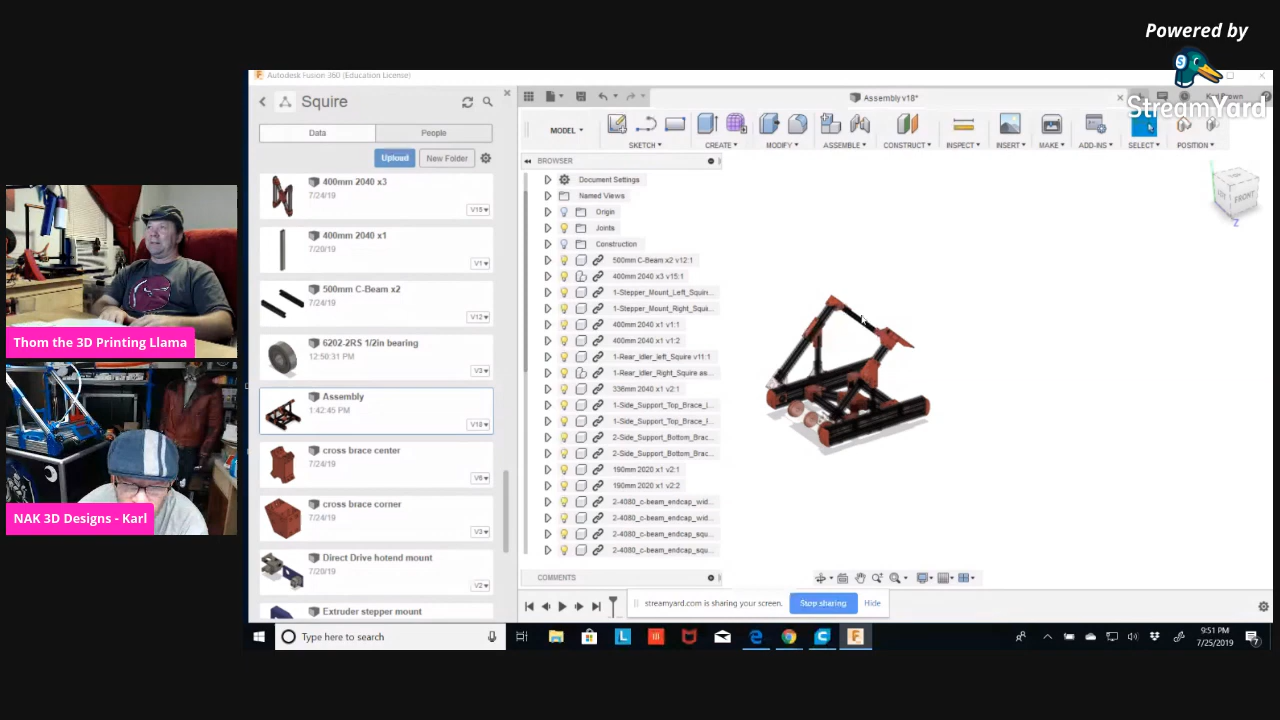 Powered by
StreamYard
Autodesk Fusion 360 (Education License)
Squire
Data
People
Upload
New Folder
400mm 2040 x3
7/24/19
V15
400mm 2040 x1
7/20/19
V1
500mm C-Beam x2
7/24/19
V12
6202-2RS 1/2in bearing
12:50:31 PM
V3
Assembly
1:42:45 PM
V18
cross brace center
7/24/19
V6
cross brace corner
7/24/19
V3
Direct Drive hotend mount
7/20/19
V2
Extruder stepper mount
Assembly v18*
MODEL
SKETCH
CREATE
MODIFY
ASSEMBLE
CONSTRUCT
INSPECT
INSERT
MAKE
ADD-INS
SELECT
POSITION
BROWSER
Document Settings
Named Views
Origin
Joints
Construction
500mm C-Beam x2 v12:1
400mm 2040 x3 v15:1
1-Stepper_Mount_Left_Squir...
1-Stepper_Mount_Right_Squi...
400mm 2040 x1 v1:1
400mm 2040 x1 v1:2
1-Rear_Idler_left_Squire v11:1
1-Rear_Idler_Right_Squire as...
336mm 2040 x1 v2:1
1-Side_Support_Top_Brace_l...
1-Side_Support_Top_Brace_l...
2-Side_Support_Bottom_Brac...
2-Side_Support_Bottom_Brac...
190mm 2020 x1 v2:1
190mm 2020 x1 v2:2
2-4080_c-beam_endcap_wid...
2-4080_c-beam_endcap_wid...
2-4080_c-beam_endcap_squ...
2-4080_c-beam_endcap_squ...
FRONT
Z
COMMENTS
streamyard.com is sharing your screen.
Stop sharing
Hide
Type here to search
9:51 PM
7/25/2019
Thom the 3D Printing Llama
NAK 3D Designs - Karl